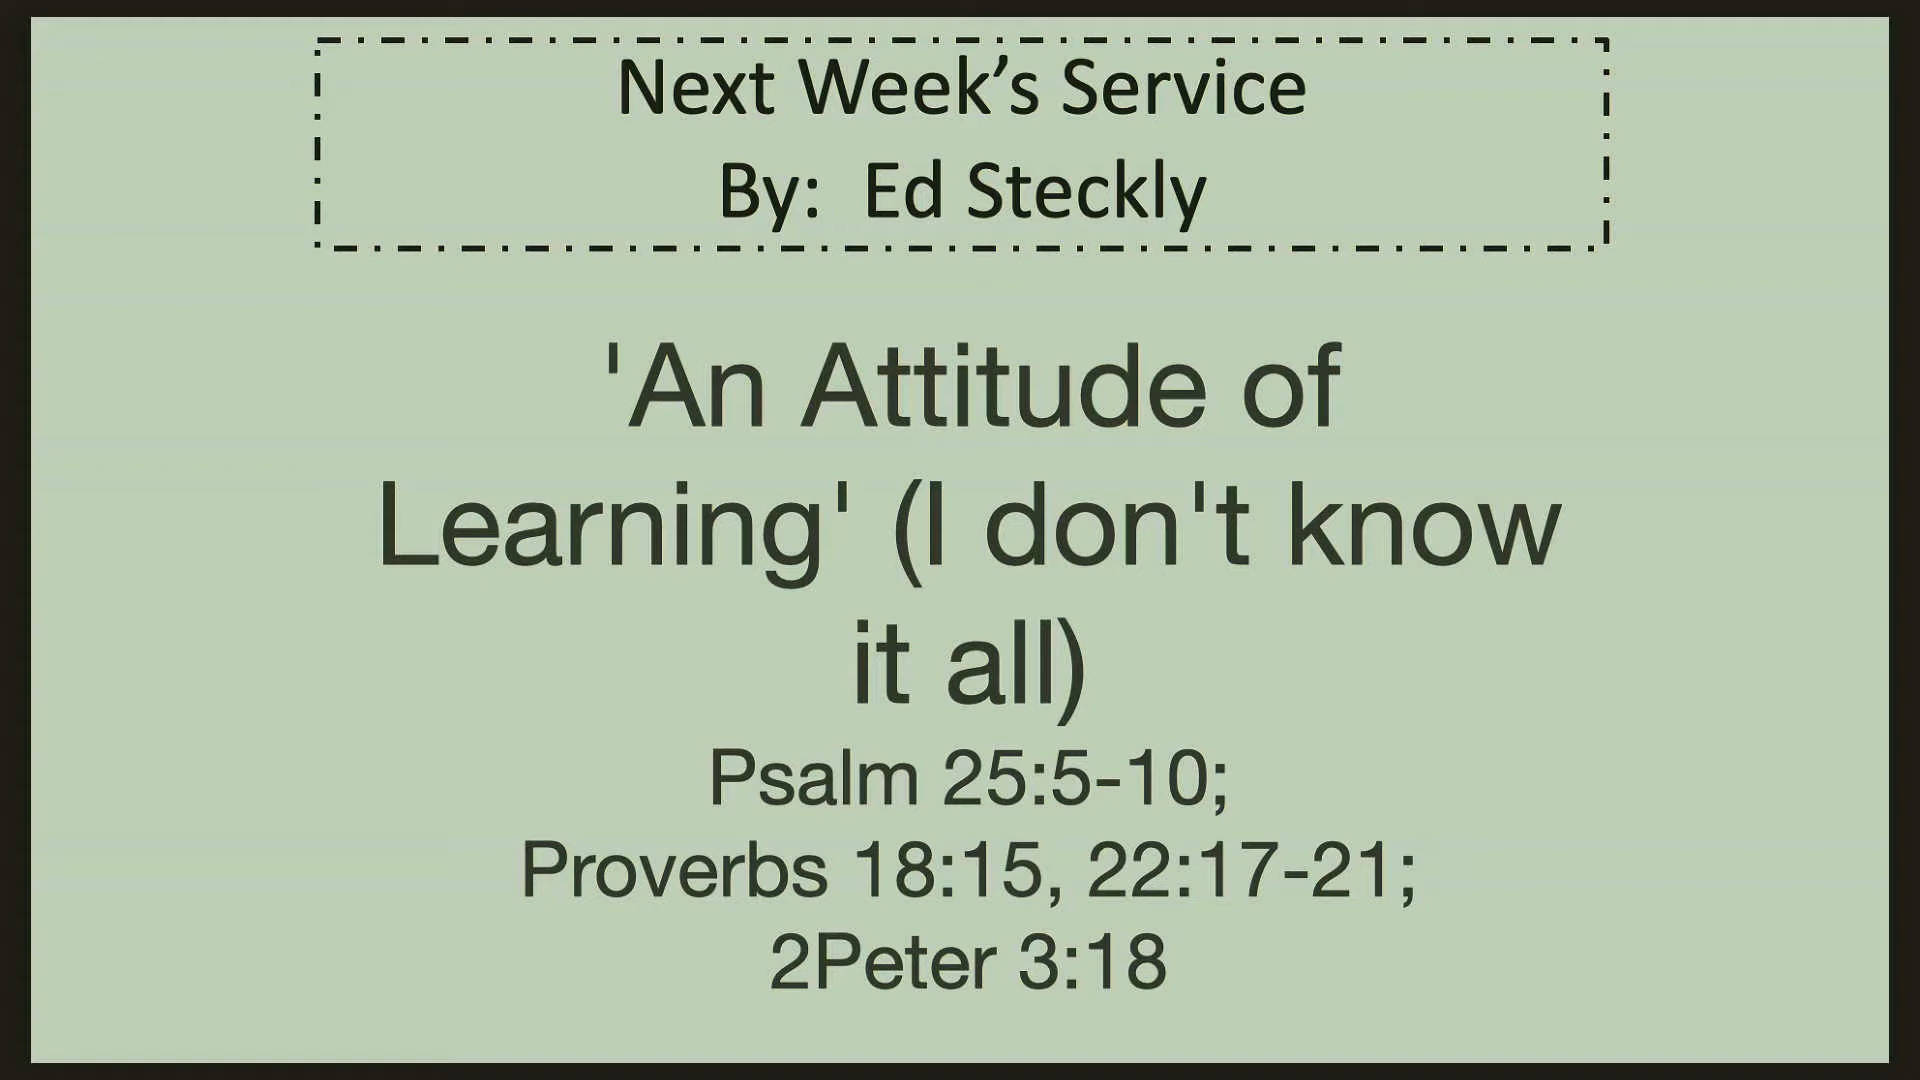 Next Week’s Service
By:  Ed Steckly
'An Attitude of
Learning' (I don't know
it all)
Psalm 25:5-10;
Proverbs 18:15, 22:17-21;
2Peter 3:18